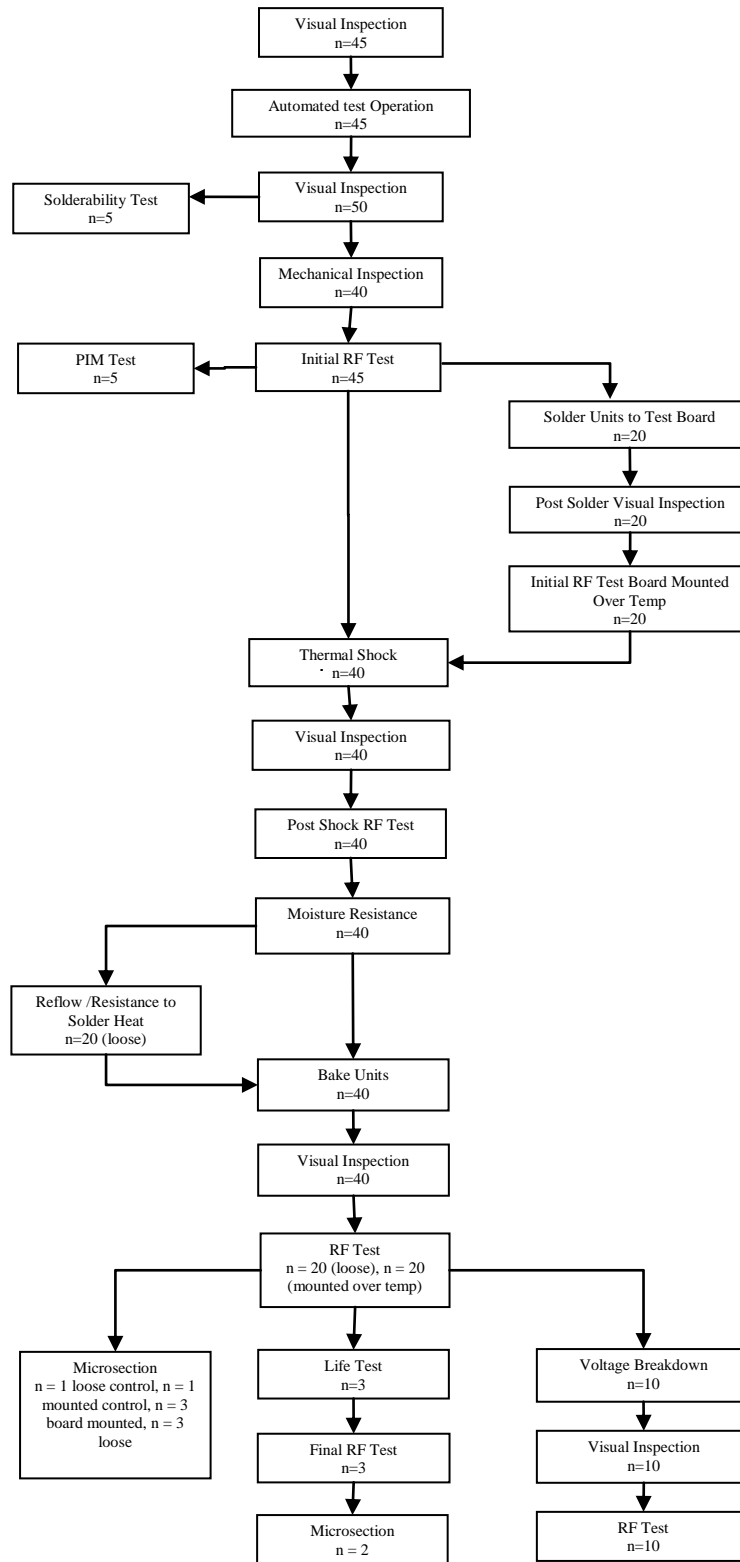 Visual Inspection
n=45
Automated test Operation
n=45
Visual Inspection
n=50
Solderability Test
n=5
Mechanical Inspection
n=40
PIM Test
n=5
Initial RF Test
n=45
Solder Units to Test Board
n=20
Post Solder Visual Inspection
n=20
Initial RF Test Board Mounted
Over Temp
n=20
Thermal Shock
n=40
Visual Inspection
n=40
Post Shock RF Test
n=40
Moisture Resistance
n=40
Reflow /Resistance to
Solder Heat
n=20 (loose)
Bake Units
n=40
Visual Inspection
n=40
RF Test
n = 20 (loose), n = 20
(mounted over temp)
Microsection
n = 1 loose control, n = 1
mounted control, n = 3
board mounted, n = 3
loose
Life Test
n=3
Final RF Test
n=3
Microsection
n = 2
Voltage Breakdown
n=10
Visual Inspection
n=10
RF Test
n=10